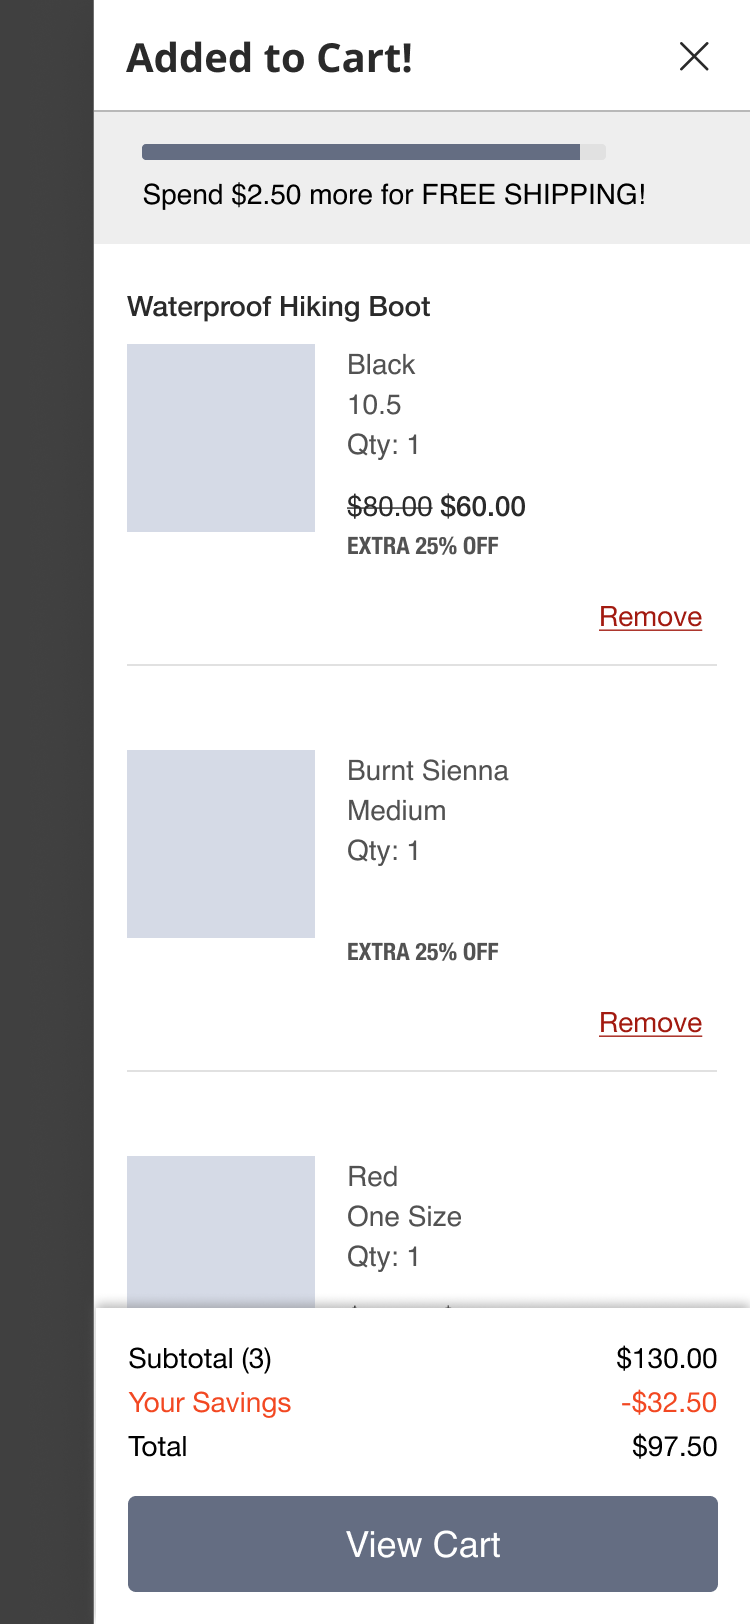 Added to Cart!
Spend $2.50 more for FREE SHIPPING!
Waterproof Hiking Boot
Black
10.5
Qty: 1
$80.00 $60.00
EXTRA 25% OFF
Remove
Burnt Sienna
Medium
Qty: 1
EXTRA 25% OFF
Remove
Red
One Size
Qty: 1
Subtotal (3) $130.00
Your Savings -$32.50
Total $97.50
View Cart